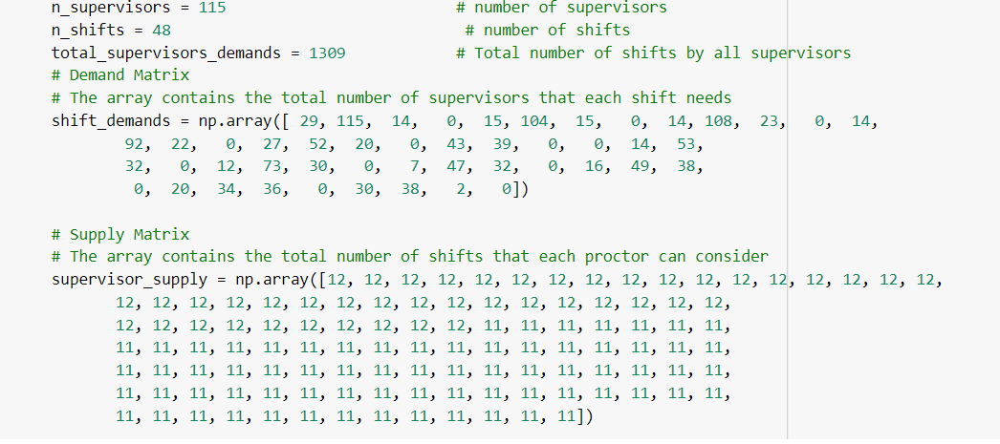 n_supervisors = 115 # number of supervisors
n_shifts = 48 # number of shifts
total_supervisors_demands = 1309 # Total number of shifts by all supervisors
# Demand Matrix
# The array contains the total number of supervisors that each shift needs
shift_demands = np.array([ 29, 115, 14, 0, 15, 104, 15, 0, 14, 108, 23, 0, 14,
92, 22, 0, 27, 52, 20, 0, 43, 39, 0, 0, 14, 53,
32, 0, 12, 73, 30, 0, 7, 47, 32, 0, 16, 49, 38,
0, 20, 34, 36, 0, 30, 38, 2, 0])
# Supply Matrix
# The array contains the total number of shifts that each proctor can consider
supervisor_supply = np.array([12, 12, 12, 12, 12, 12, 12, 12, 12, 12, 12, 12, 12, 12, 12, 12, 12,
12, 12, 12, 12, 12, 12, 12, 12, 12, 12, 12, 12, 12, 12, 12, 12, 12,
12, 12, 12, 12, 12, 12, 12, 12, 12, 12, 11, 11, 11, 11, 11, 11, 11,
11, 11, 11, 11, 11, 11, 11, 11, 11, 11, 11, 11, 11, 11, 11, 11, 11,
11, 11, 11, 11, 11, 11, 11, 11, 11, 11, 11, 11, 11, 11, 11, 11, 11,
11, 11, 11, 11, 11, 11, 11, 11, 11, 11, 11, 11, 11, 11, 11, 11, 11,
11, 11, 11, 11, 11, 11, 11, 11, 11, 11, 11, 11, 11])